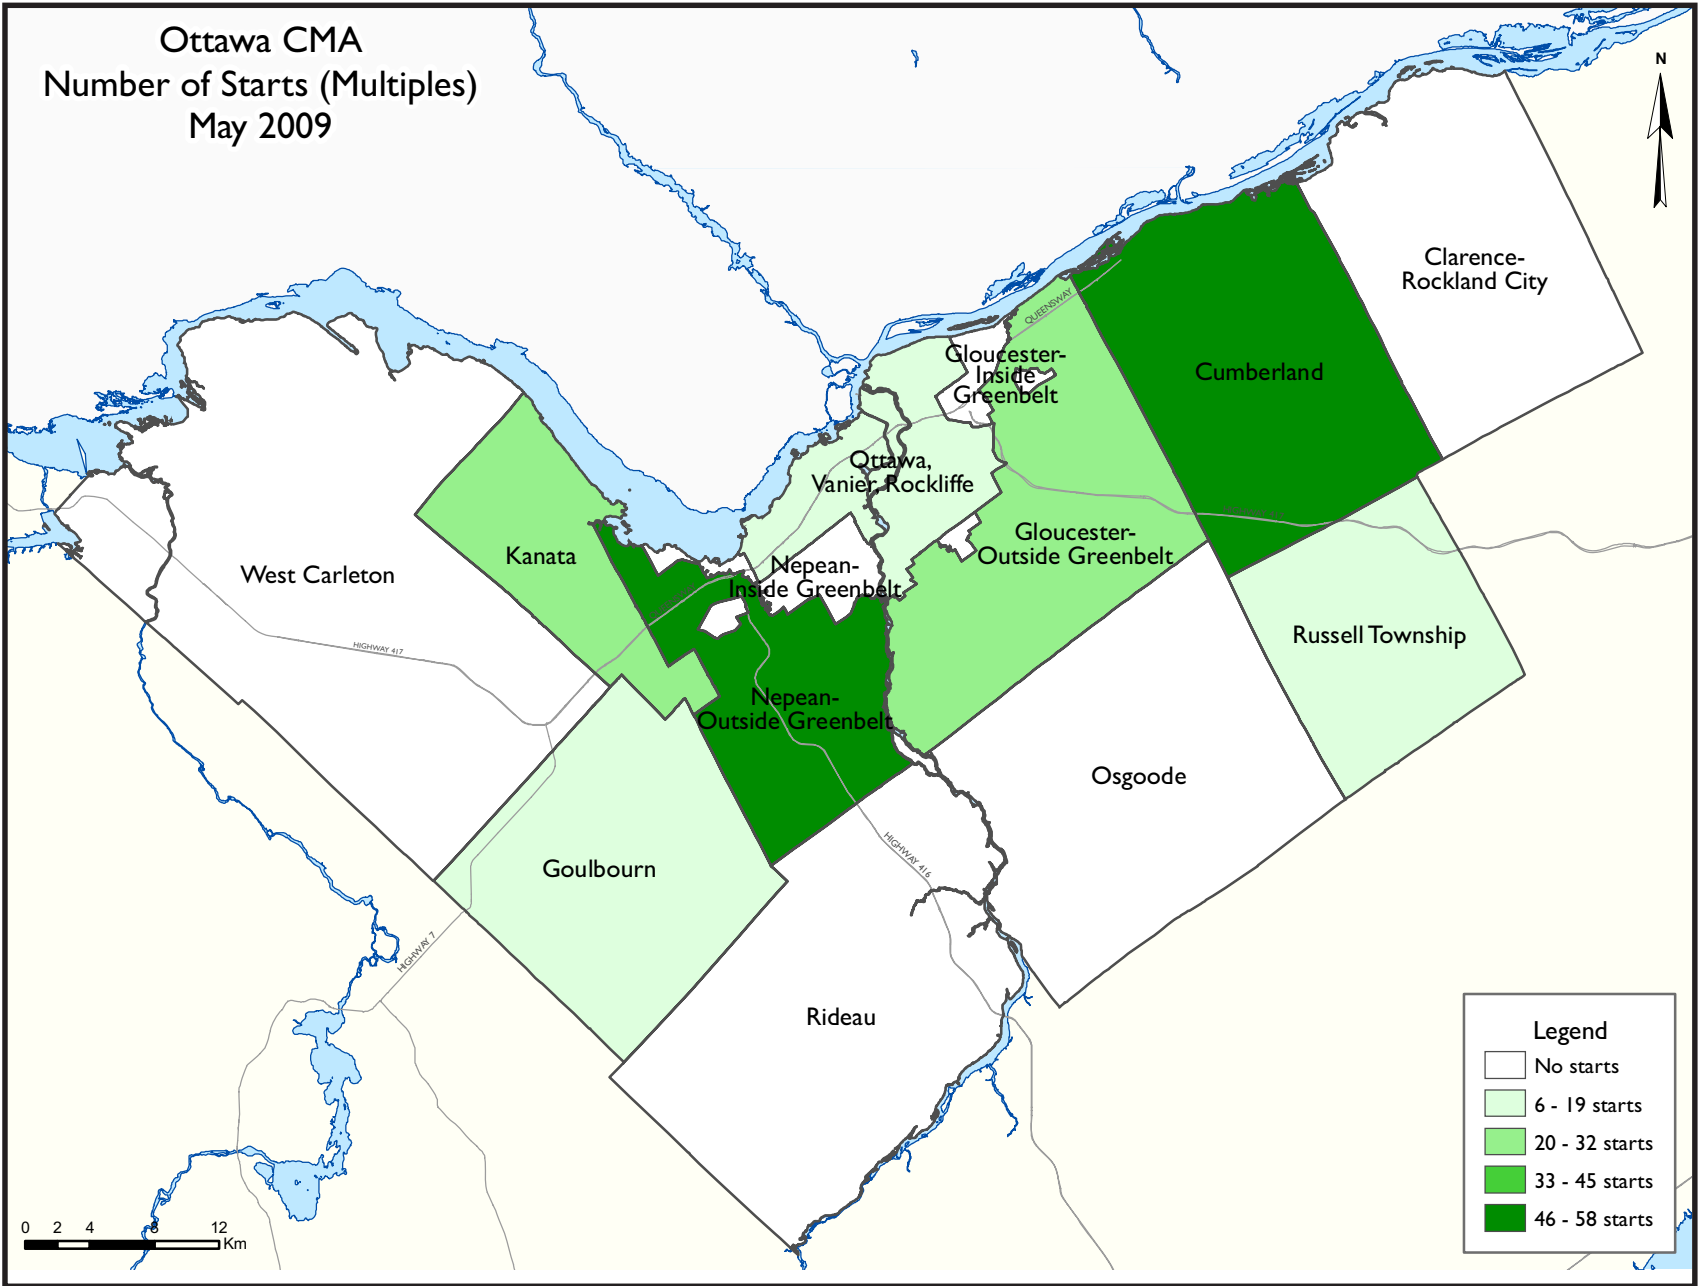 Ottawa CMA
Number of Starts (Multiples)
May 2009
N
Clarence-
Rockland City
QUEENSWAY
Gloucester-
Inside
Greenbelt
Cumberland
Ottawa,
Vanier, Rockliffe
Gloucester-
Outside Greenbelt
Kanata
West Carleton
Nepean-
Inside Greenbelt
HIGHWAY 417
Russell Township
Nepean-
Outside Greenbelt
Osgoode
Goulbourn
HIGHWAY 416
HIGHWAY 7
Rideau
Legend
No starts
6 - 19 starts
20 - 32 starts
33 - 45 starts
46 - 58 starts
0 2 4 8 12
Km